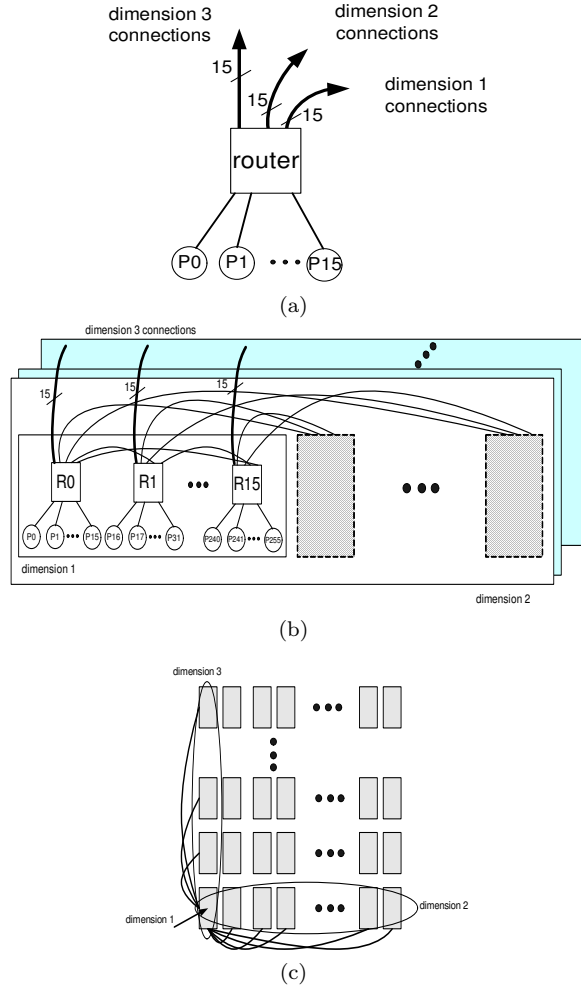 dimension 3
connections
dimension 2
connections
dimension 1
connections
15
15
15
router
P0
P1
P15
(a)
dimension 3 connections
15
15
15
R0
R1
R15
P0
P1
P15
P16
P17
P31
P240
P241
P255
dimension 1
dimension 2
(b)
dimension 3
dimension 1
dimension 2
(c)